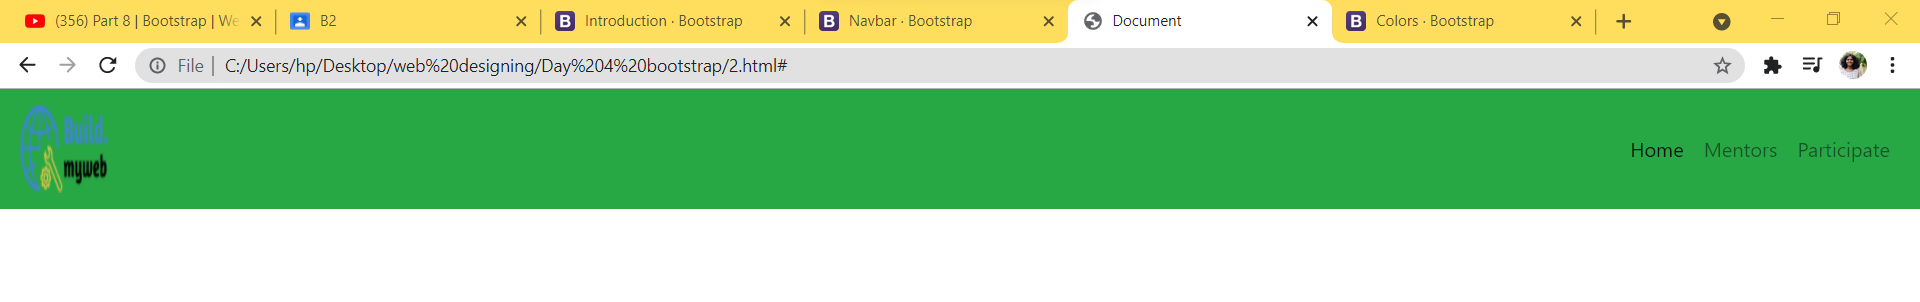 (356) Part 8 | Bootstrap | We
B2
Introduction · Bootstrap
Navbar · Bootstrap
Document
Colors · Bootstrap
File | C:/Users/hp/Desktop/web%20designing/Day%204%20bootstrap/2.html#
Build.
myweb
Home Mentors Participate